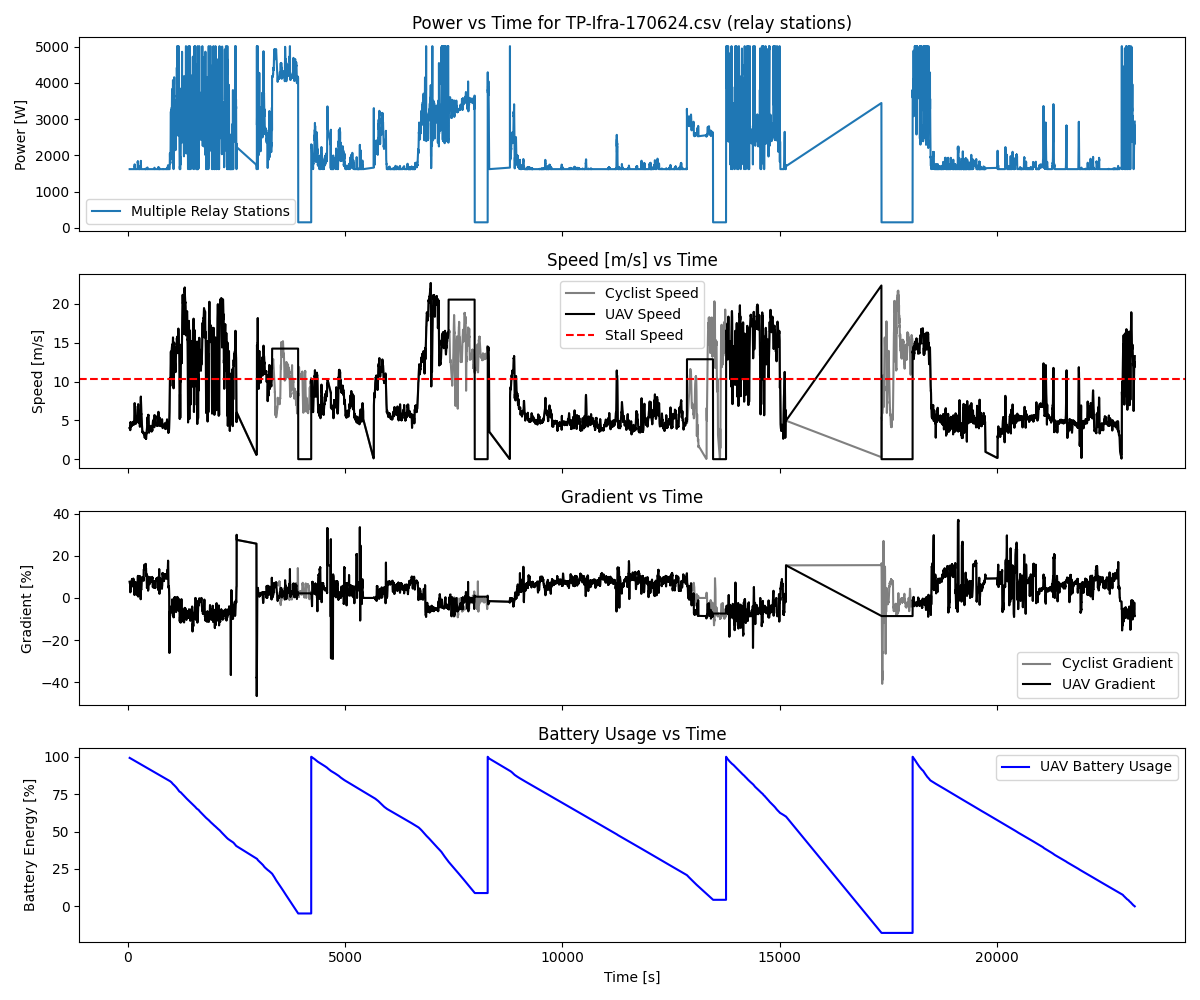 Power vs Time for TP-Ifra-170624.csv (relay stations)
Power [W]
5000
4000
3000
2000
1000
0
Multiple Relay Stations
Speed [m/s] vs Time
Speed [m/s]
20
15
10
5
0
Cyclist Speed
UAV Speed
Stall Speed
Gradient vs Time
Gradient [%]
40
20
0
−20
−40
Cyclist Gradient
UAV Gradient
Battery Usage vs Time
Battery Energy [%]
100
75
50
25
0
UAV Battery Usage
0 5000 10000 15000 20000
Time [s]